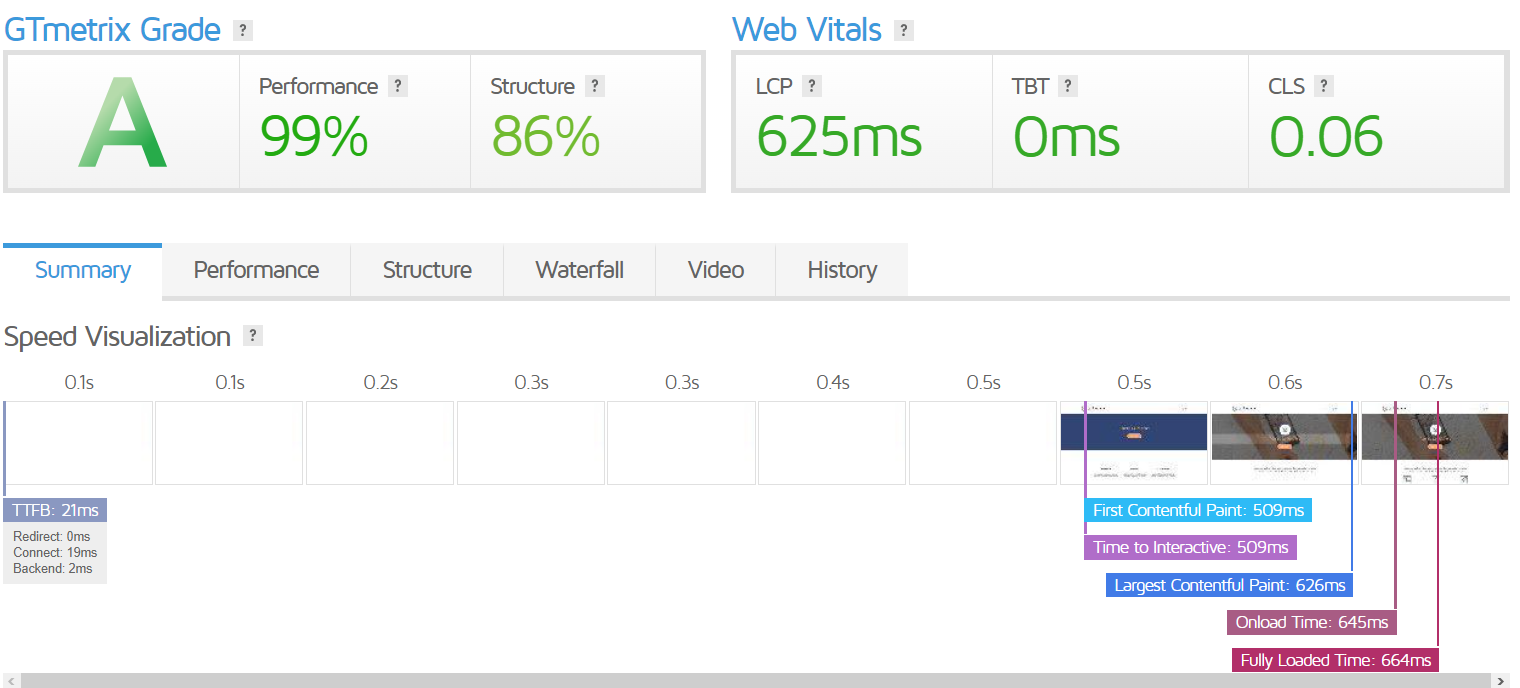 GTmetrix Grade ?
Web Vitals ?
A
Performance ?
99%
Structure ?
86%
LCP ?
625ms
TBT ?
0ms
CLS ?
0.06
Summary
Performance
Structure
Waterfall
Video
History
Speed Visualization ?
0.1s 0.1s 0.2s 0.3s 0.3s 0.4s 0.5s 0.5s 0.6s 0.7s
TTFB: 21ms
Redirect: 0ms
Connect: 19ms
Backend: 2ms
First Contentful Paint: 509ms
Time to Interactive: 509ms
Largest Contentful Paint: 626ms
Onload Time: 645ms
Fully Loaded Time: 664ms